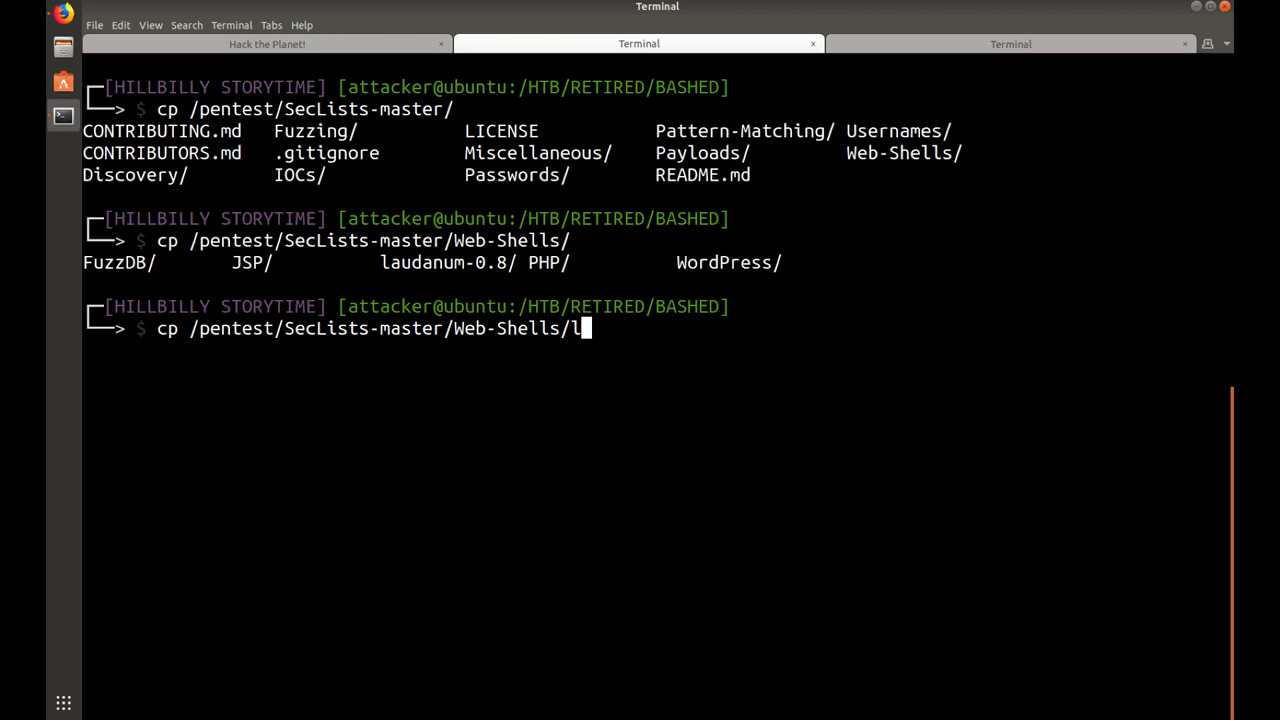 Terminal
File Edit View Search Terminal Tabs Help
Hack the Planet! × Terminal × Terminal ×
[HILLBILLY STORYTIME] [attacker@ubuntu:/HTB/RETIRED/BASHED]
└──> $ cp /pentest/SecLists-master/
CONTRIBUTING.md Fuzzing/ LICENSE Pattern-Matching/ Usernames/
CONTRIBUTORS.md .gitignore Miscellaneous/ Payloads/ Web-Shells/
Discovery/ IOCs/ Passwords/ README.md
[HILLBILLY STORYTIME] [attacker@ubuntu:/HTB/RETIRED/BASHED]
└──> $ cp /pentest/SecLists-master/Web-Shells/
FuzzDB/ JSP/ laudanum-0.8/ PHP/ WordPress/
[HILLBILLY STORYTIME] [attacker@ubuntu:/HTB/RETIRED/BASHED]
└──> $ cp /pentest/SecLists-master/Web-Shells/l